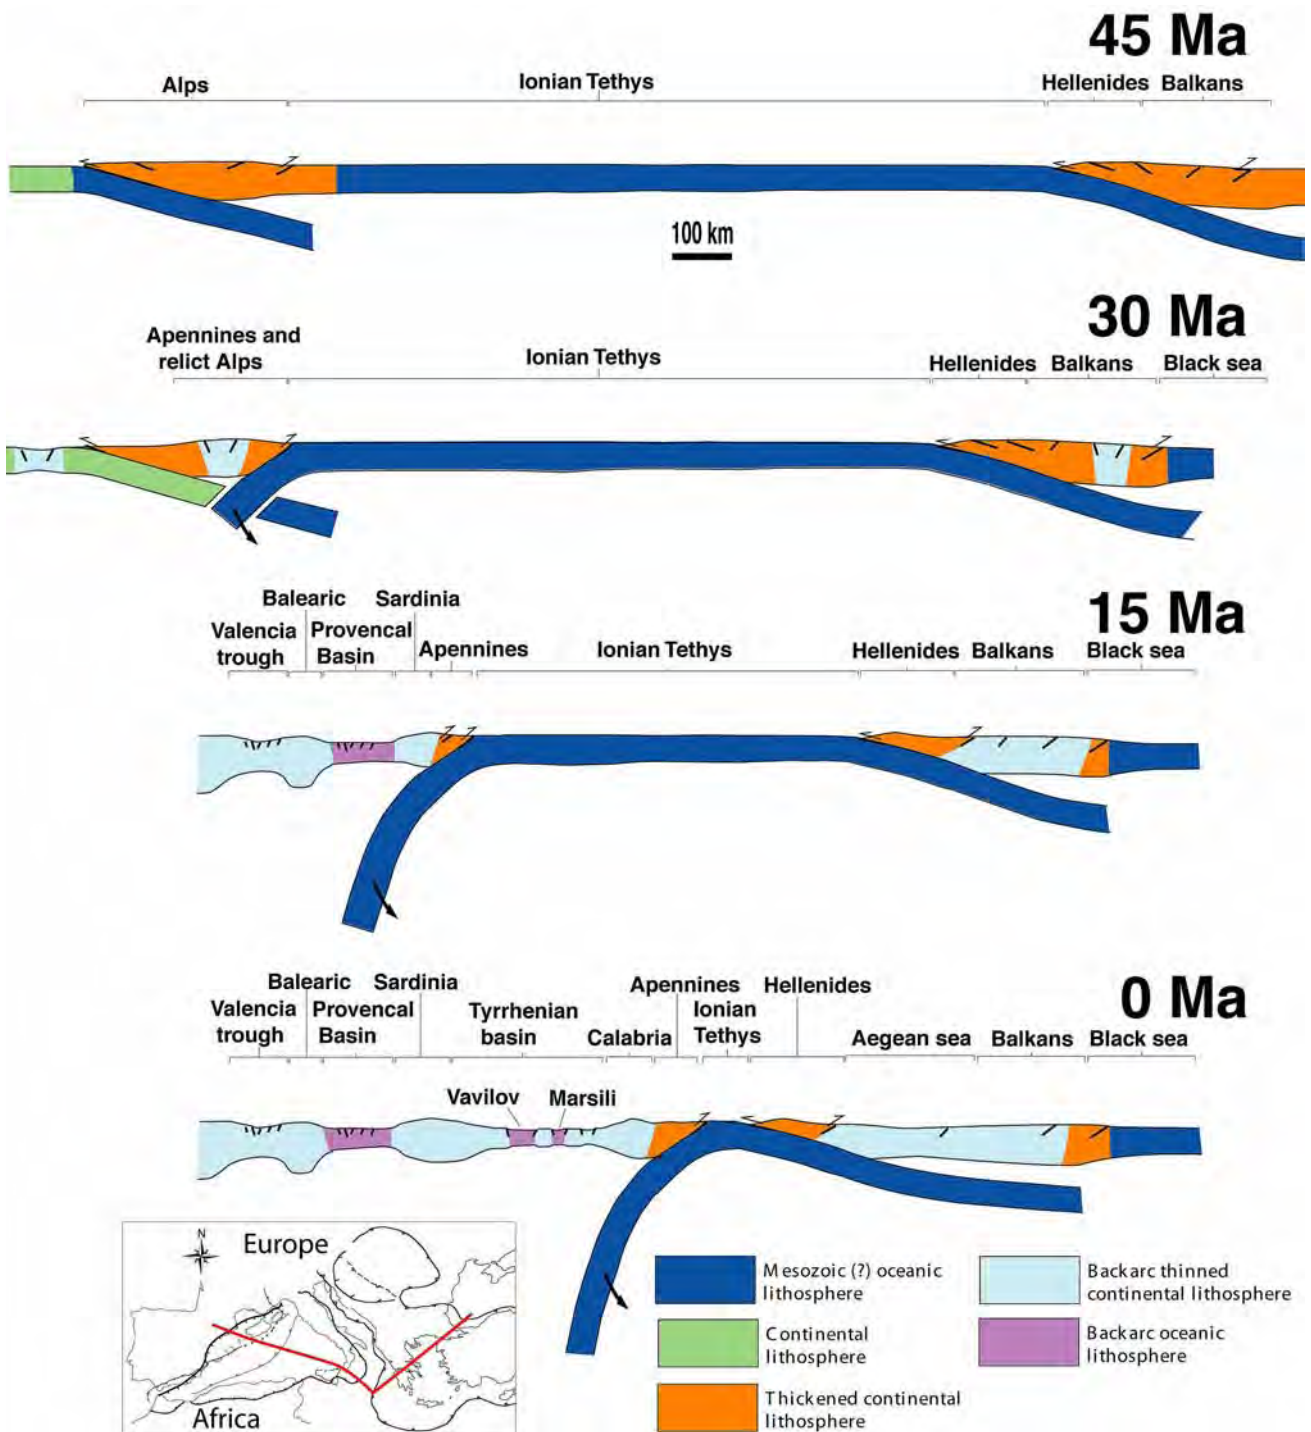 45 Ma
Alps
Ionian Tethys
Hellenides
Balkans
100 km
30 Ma
Apennines and
relict Alps
Ionian Tethys
Hellenides
Balkans
Black sea
15 Ma
Balearic
Sardinia
Valencia
trough
Provencal
Basin
Apennines
Ionian Tethys
Hellenides
Balkans
Black sea
0 Ma
Balearic
Sardinia
Apennines
Hellenides
Valencia
trough
Provencal
Basin
Tyrrhenian
basin
Calabria
Ionian
Tethys
Aegean sea
Balkans
Black sea
Vavilov
Marsili
N
Europe
Africa
Mesozoic (?) oceanic
lithosphere
Continental
lithosphere
Thickened continental
lithosphere
Backarc thinned
continental lithosphere
Backarc oceanic
lithosphere